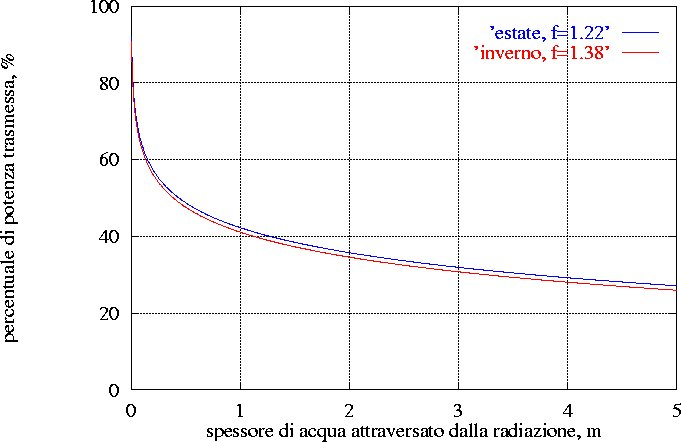 100
80
60
40
20
0
percentuale di potenza trasmessa, %
'estate, f=1.22'
'inverno, f=1.38'
0 1 2 3 4 5
spessore di acqua attraversato dalla radiazione, m